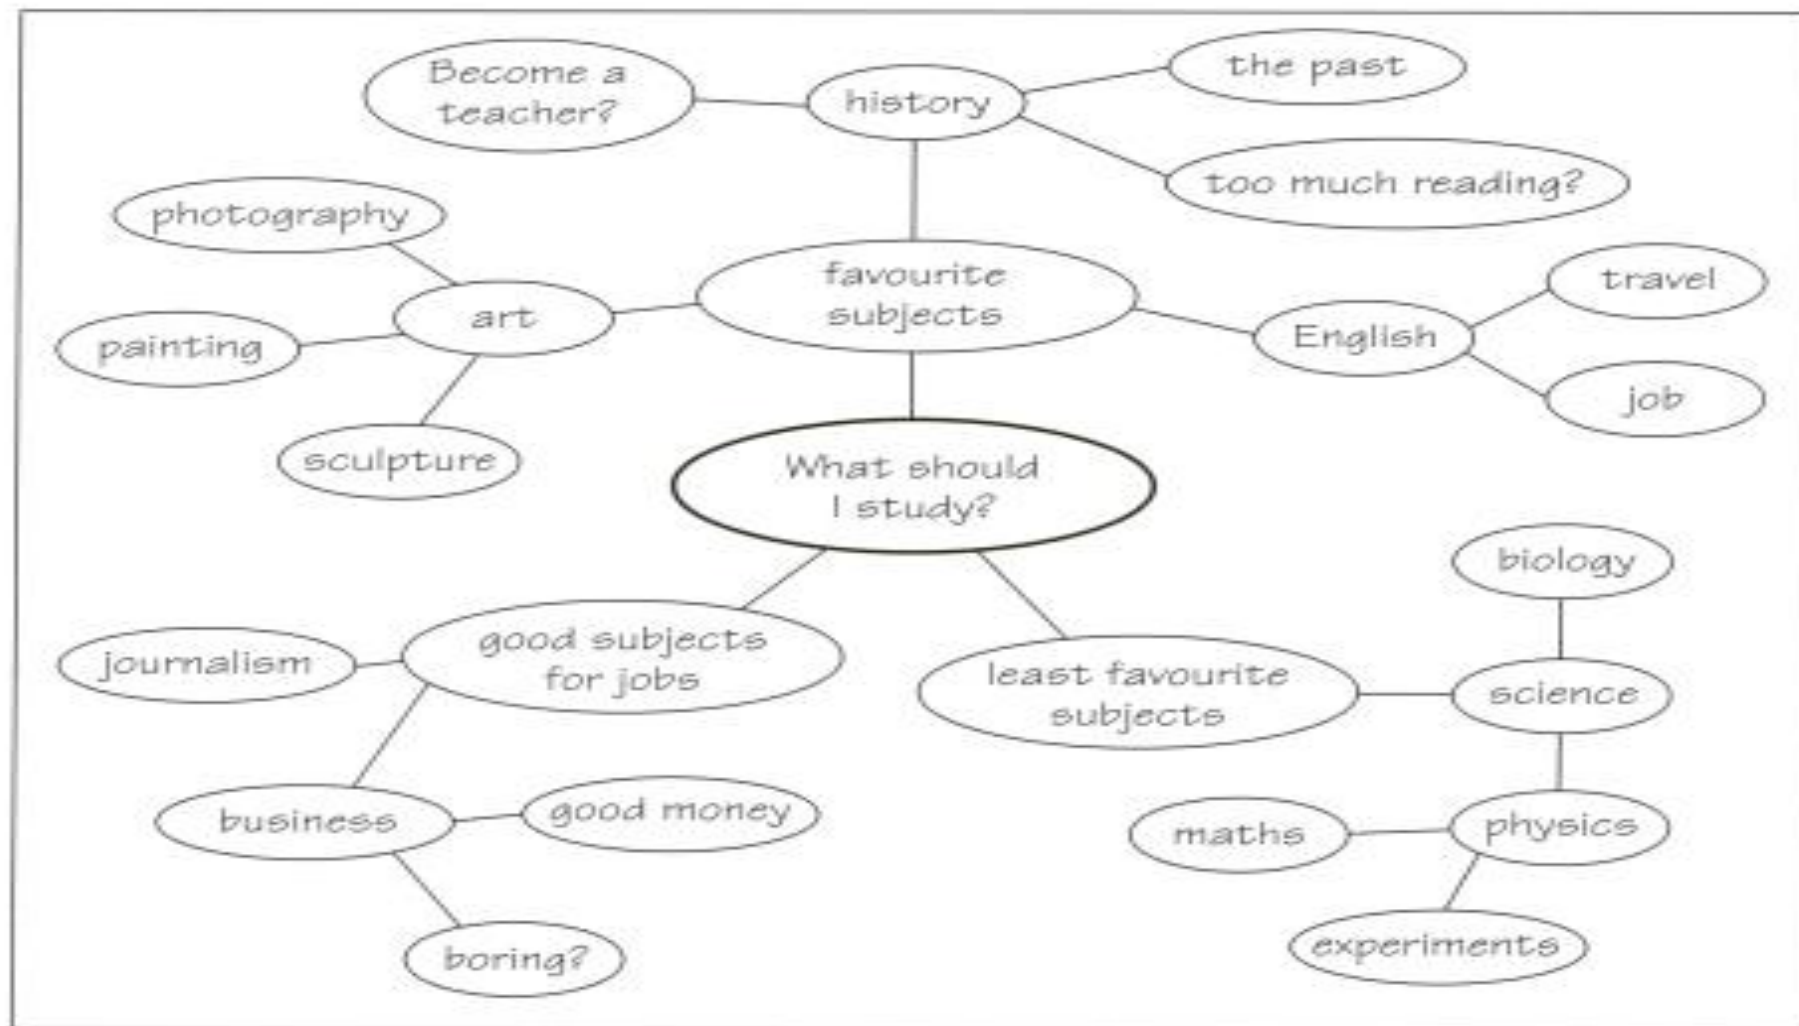 Become a
teacher?
history
the past
too much reading?
photography
painting
art
sculpture
favourite
subjects
English
travel
job
What should
I study?
journalism
good subjects
for jobs
business
good money
boring?
least favourite
subjects
biology
science
physics
maths
experiments